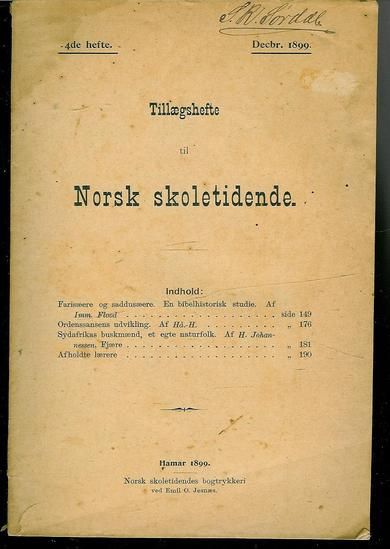 S. K. Sørdal
4de hefte.
Decbr. 1899.
Tillægshefte
til
Norsk skoletidende.
Indhold:
Farisæere og saddusæere. En bibelhistorisk studie. Af
Imm. Flood . . . . . . . . . . . . . . . . . . side 149
Ordenssansens udvikling. Af Hå.-H. . . . . . . . . . „ 176
Sydafrikas buskmænd, et egte naturfolk. Af H. Johan-
nessen, Fjære . . . . . . . . . . . . . . . . . „ 181
Afholdte lærere . . . . . . . . . . . . . . . . . „ 190
Hamar 1899.
Norsk skoletidendes bogtrykkeri
ved Emil O. Jesnæs.